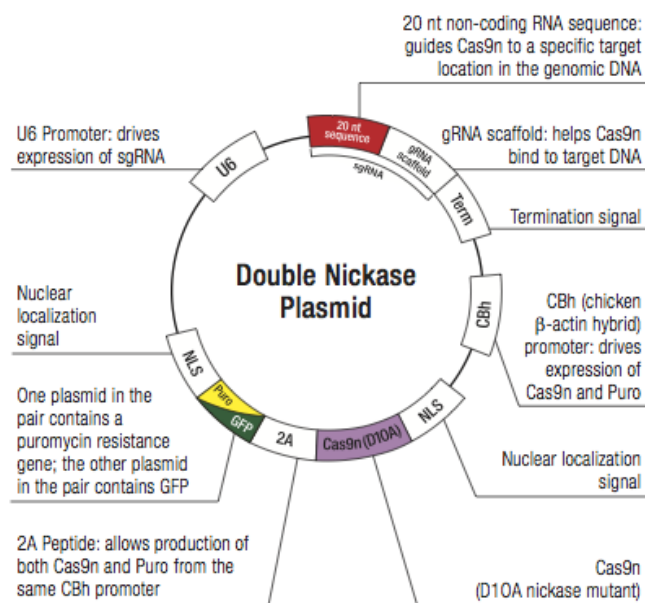 20 nt non-coding RNA sequence:
guides Cas9n to a specific target
location in the genomic DNA
U6 Promoter: drives
expression of sgRNA
gRNA scaffold: helps Cas9n
bind to target DNA
Termination signal
20 nt
sequence
gRNA
scaffold
sgRNA
Term
U6
Double Nickase
Plasmid
CBh
CBh (chicken
β-actin hybrid)
promoter: drives
expression of
Cas9n and Puro
Nuclear
localization
signal
NLS
Puro
GFP
2A
Cas9n (D10A)
NLS
One plasmid in the
pair contains a
puromycin resistance
gene; the other plasmid
in the pair contains GFP
Nuclear localization
signal
2A Peptide: allows production of
both Cas9n and Puro from the
same CBh promoter
Cas9n
(D10A nickase mutant)